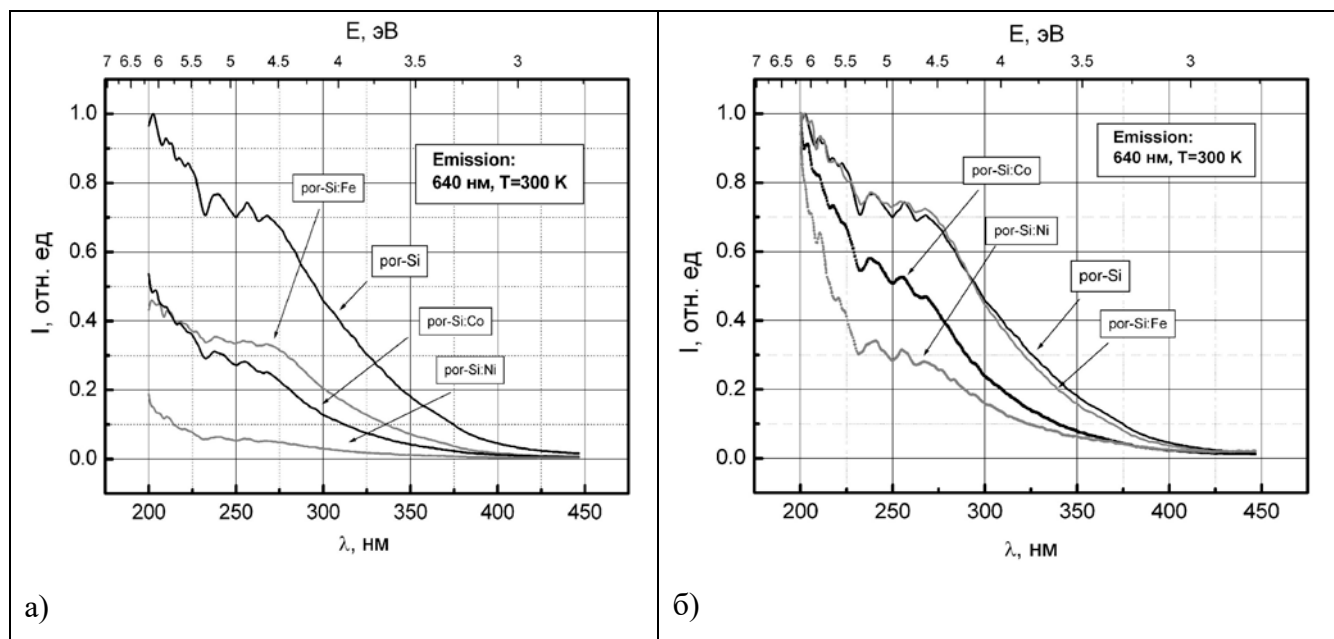 E, эВ
7 6.5 6 5.5 5 4.5 4 3.5 3
1.0
0.8
0.6
0.4
0.2
0.0
I, отн. ед
Emission:
640 нм, T=300 K
por-Si:Fe
por-Si
por-Si:Co
por-Si:Ni
200 250 300 350 400 450
λ, нм
а)
E, эВ
7 6.5 6 5.5 5 4.5 4 3.5 3
1.0
0.8
0.6
0.4
0.2
0.0
I, отн. ед
Emission:
640 нм, T=300 K
por-Si:Co
por-Si:Ni
por-Si
por-Si:Fe
200 250 300 350 400 450
λ, нм
б)